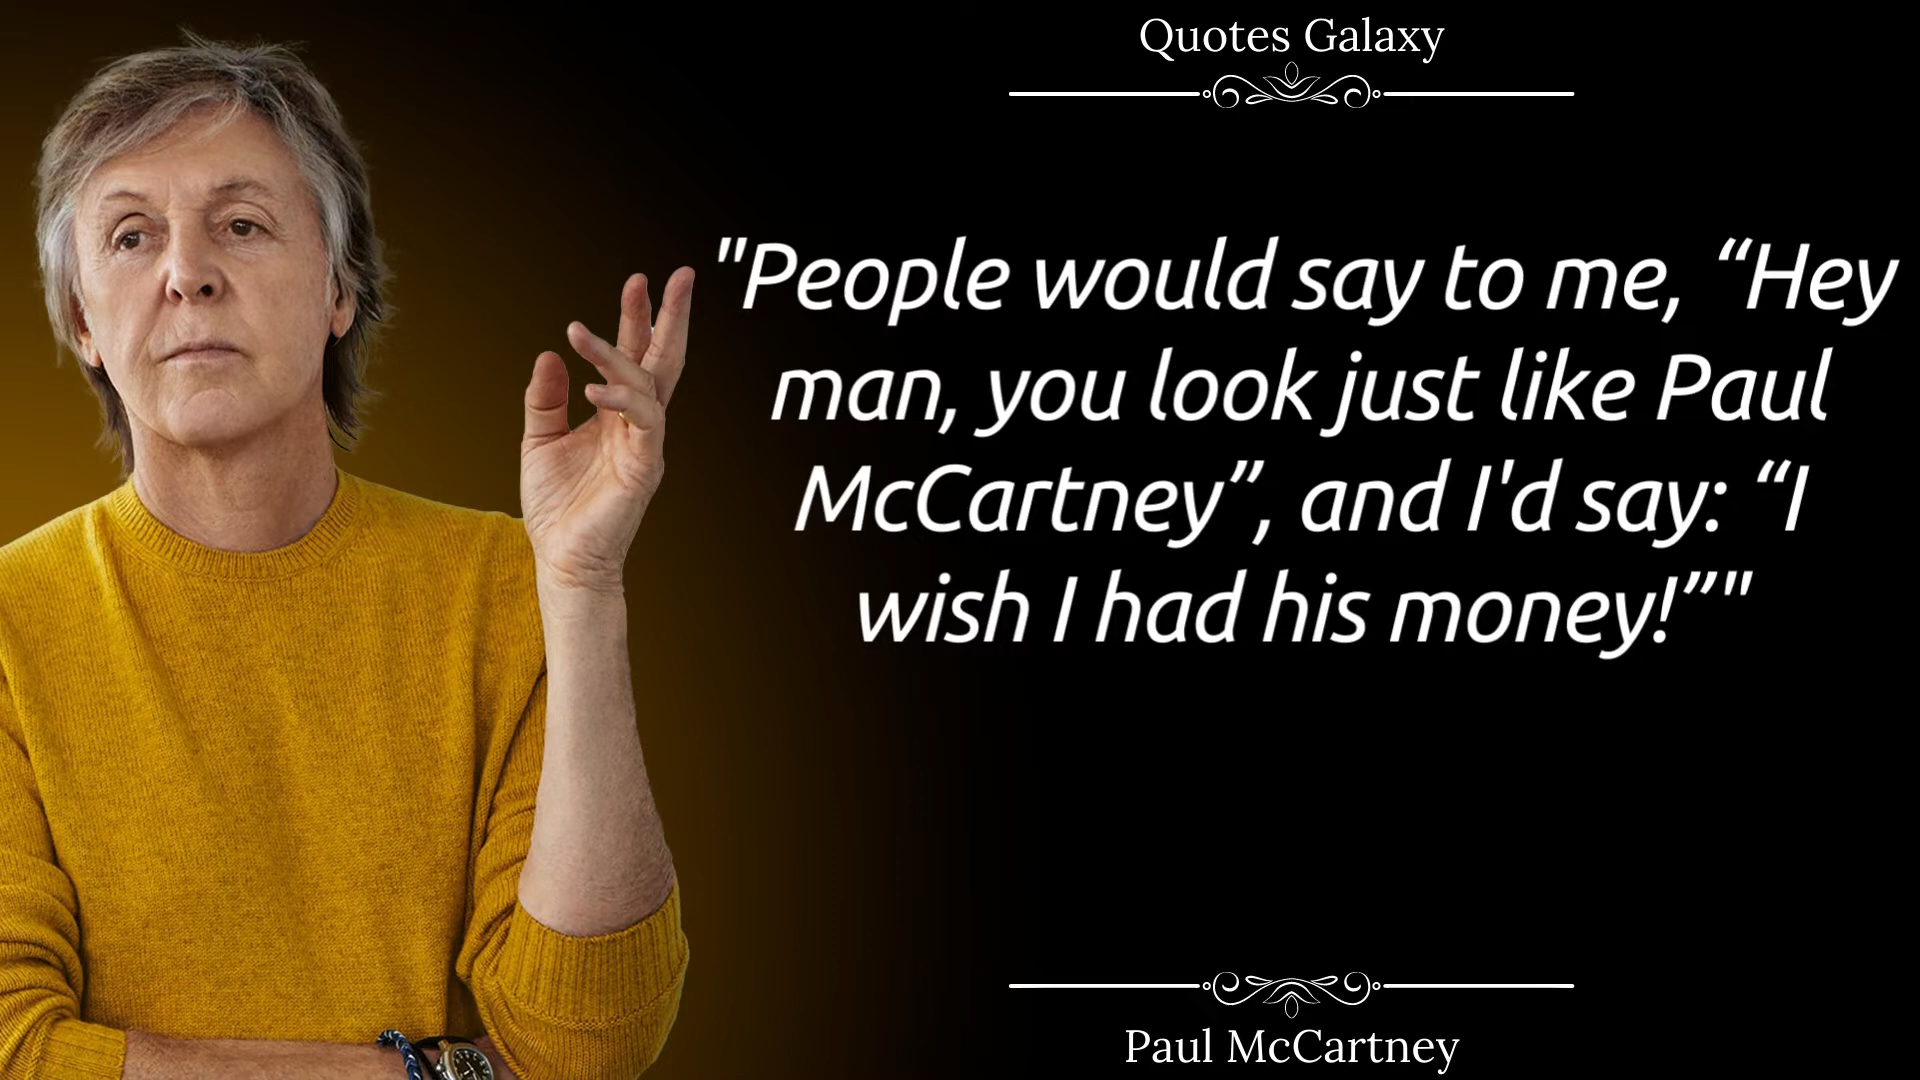 Quotes Galaxy
"People would say to me, “Hey
man, you look just like Paul
McCartney”, and I'd say: “I
wish I had his money!”"
Paul McCartney